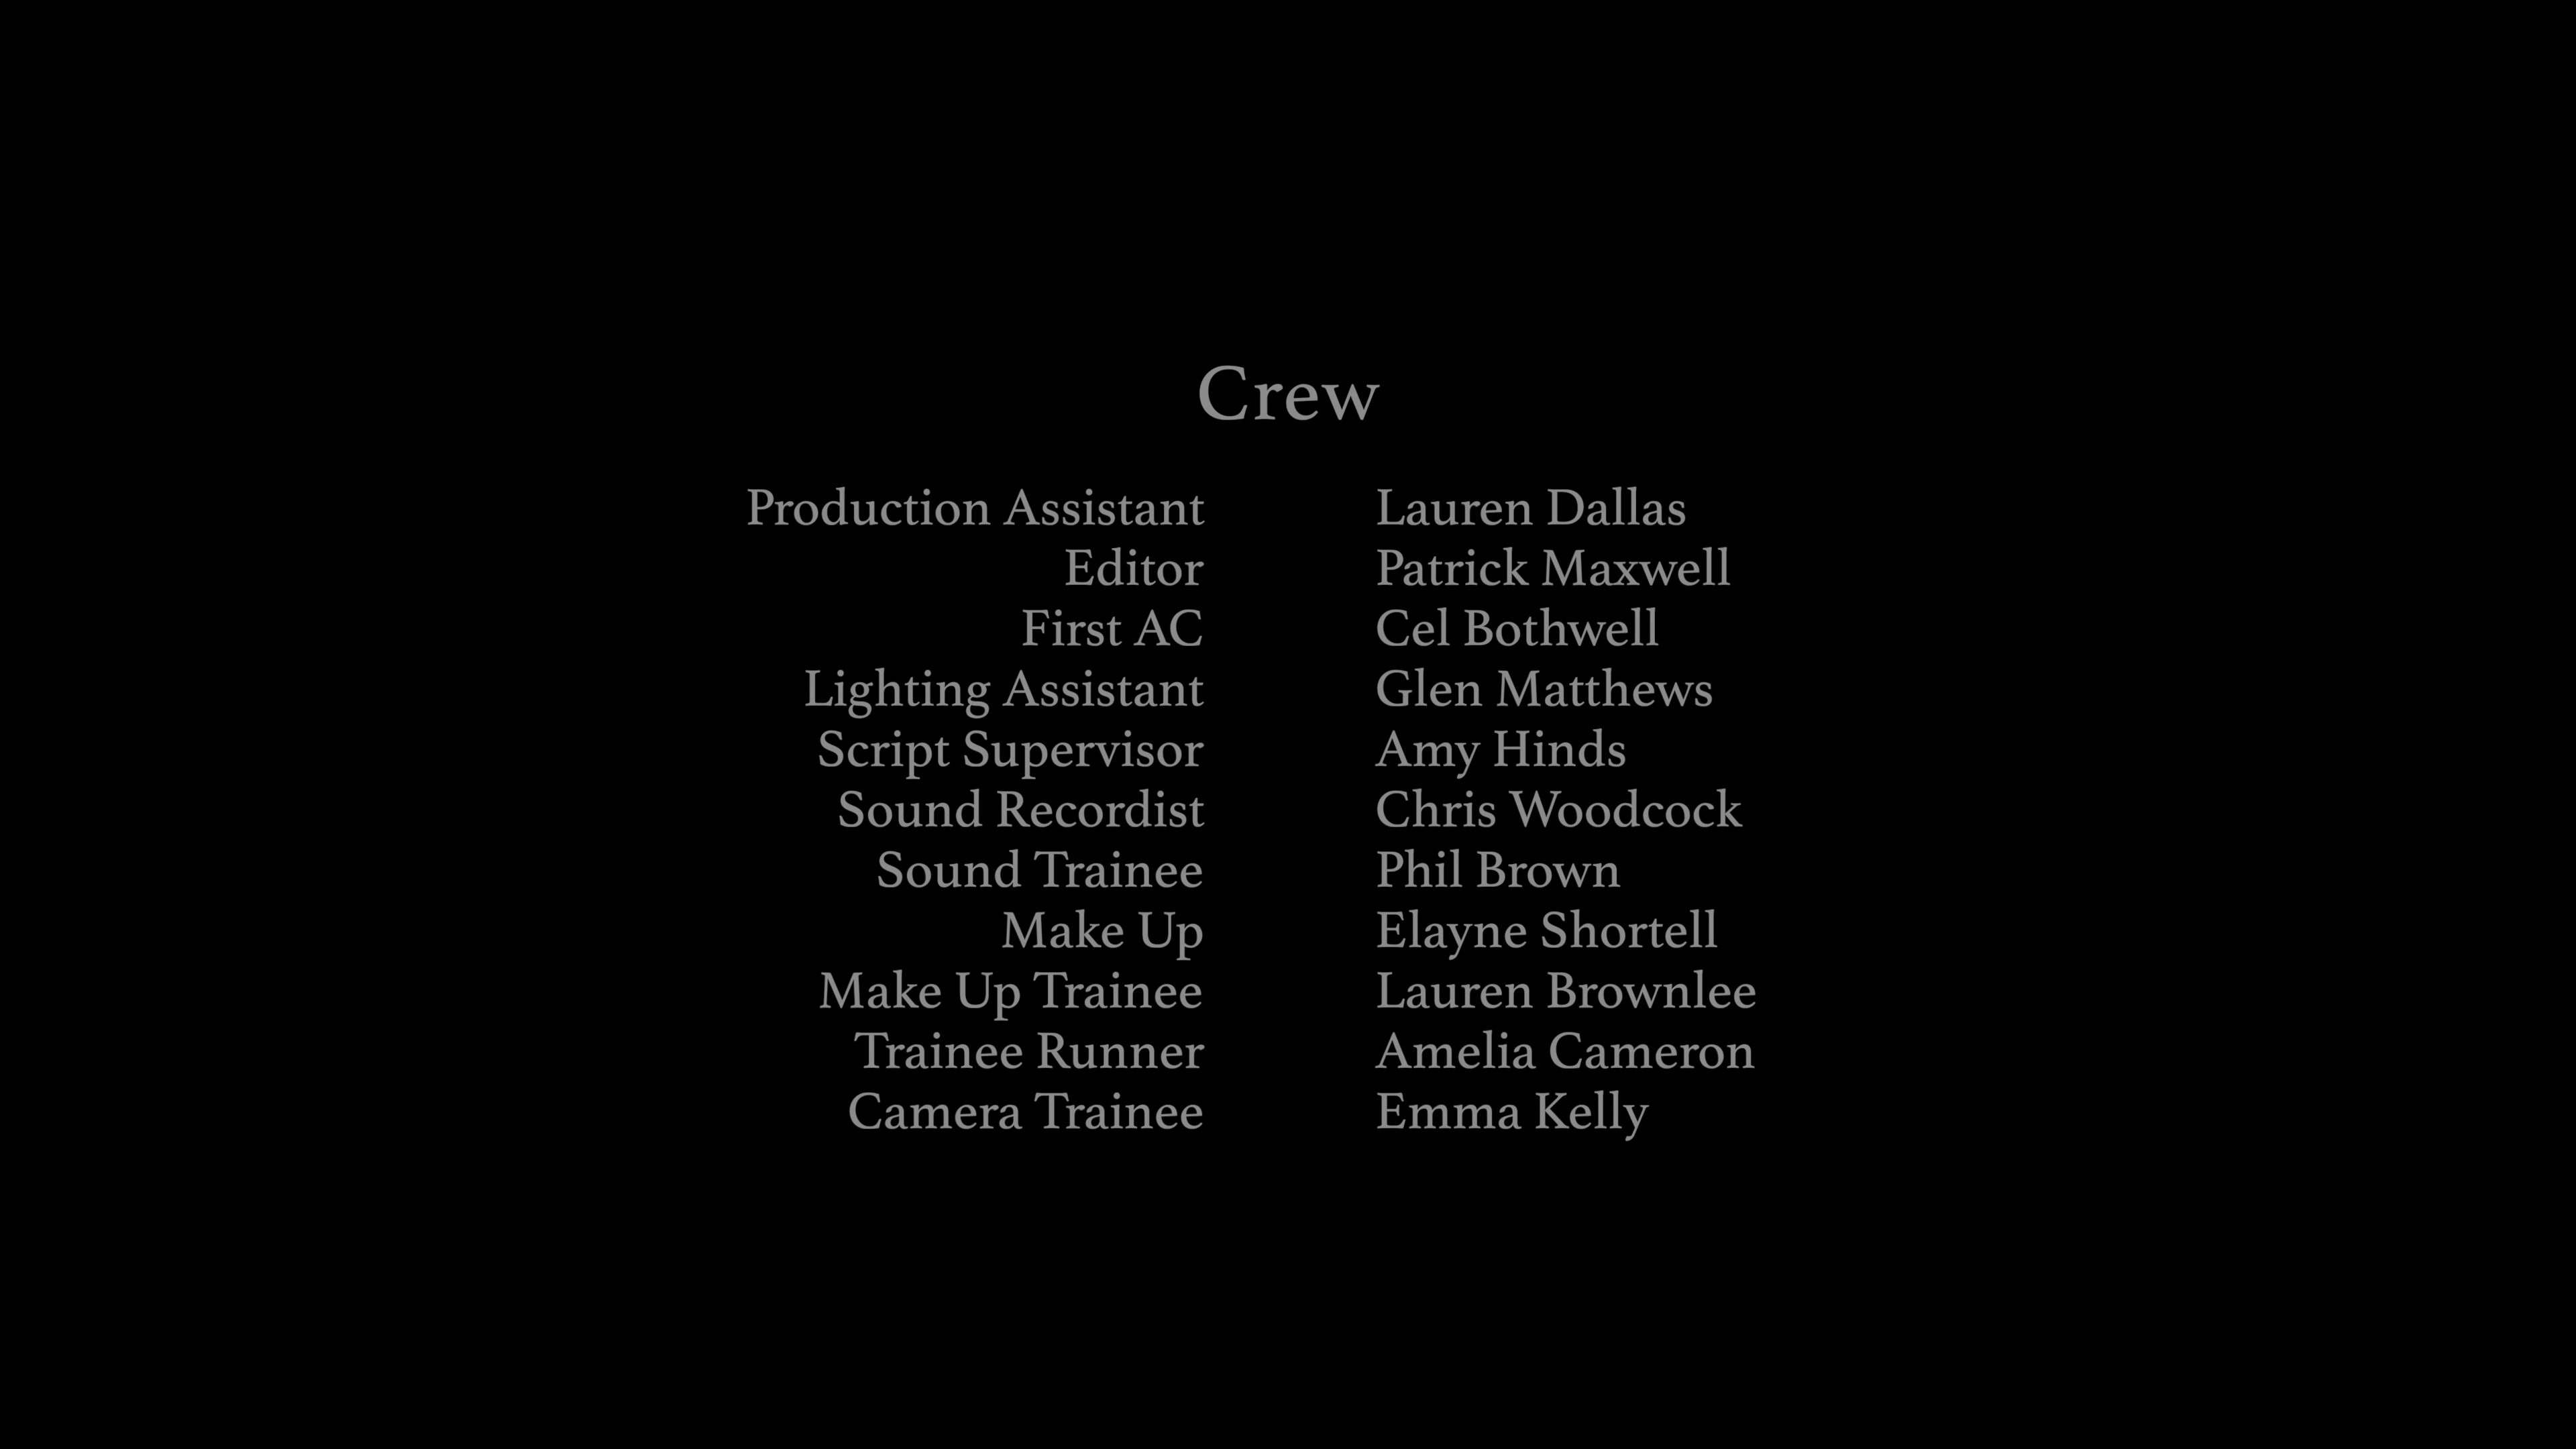 Crew
Production Assistant Lauren Dallas
Editor Patrick Maxwell
First AC Cel Bothwell
Lighting Assistant Glen Matthews
Script Supervisor Amy Hinds
Sound Recordist Chris Woodcock
Sound Trainee Phil Brown
Make Up Elayne Shortell
Make Up Trainee Lauren Brownlee
Trainee Runner Amelia Cameron
Camera Trainee Emma Kelly